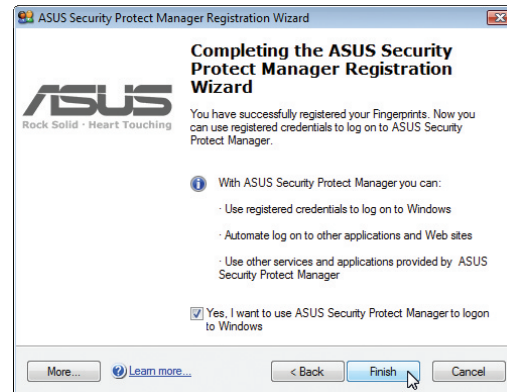 ASUS Security Protect Manager Registration Wizard
Completing the ASUS Security
Protect Manager Registration
Wizard
ASUS
Rock Solid · Heart Touching
You have successfully registered your Fingerprints. Now you
can use registered credentials to log on to ASUS Security
Protect Manager.
With ASUS Security Protect Manager you can:
· Use registered credentials to log on to Windows
· Automate log on to other applications and Web sites
· Use other services and applications provided by ASUS
Security Protect Manager
Yes, I want to use ASUS Security Protect Manager to logon
to Windows
More... Learn more... < Back Finish Cancel